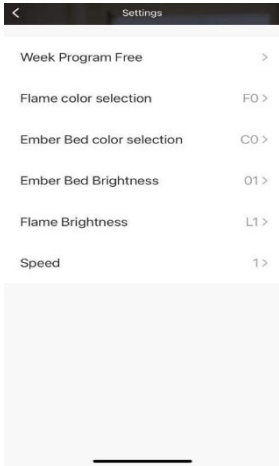 Settings
Week Program Free >
Flame color selection F0 >
Ember Bed color selection C0 >
Ember Bed Brightness 01 >
Flame Brightness L1 >
Speed 1 >